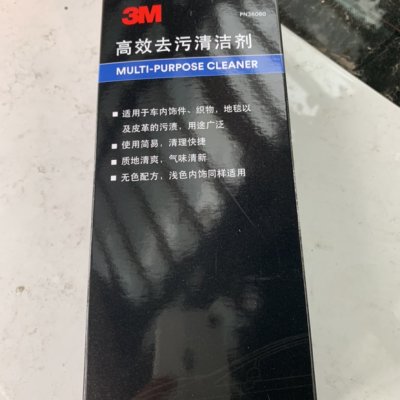 3M
PN36060
高效去污清洁剂
MULTI-PURPOSE CLEANER
• 适用于车内饰件、织物，地毯以
及皮革的污渍，用途广泛
• 使用简易，清理快捷
• 质地清爽，气味清新
• 无色配方，浅色内饰同样适用